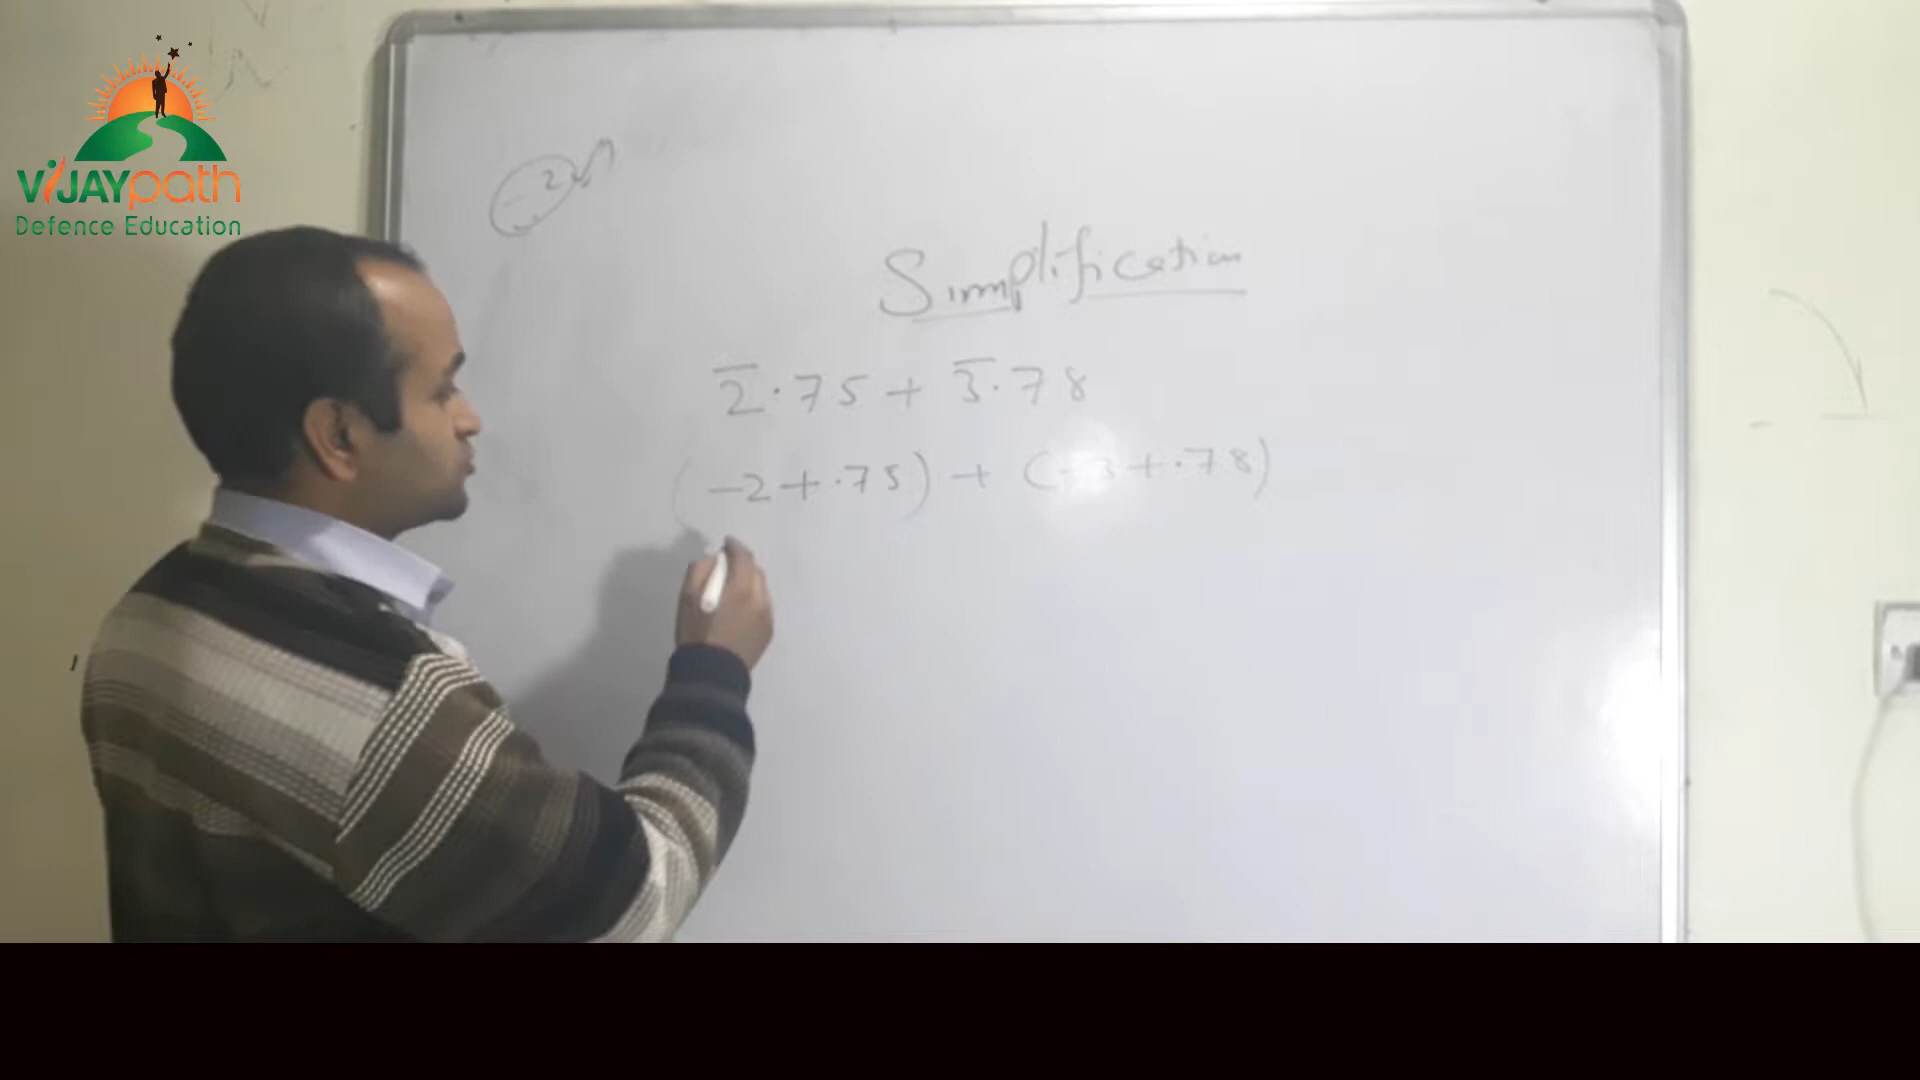 VIJAYpath
Defence Education
Simplification
2̅.75 + 3̅.78
(-2+.75) + (-3+.78)